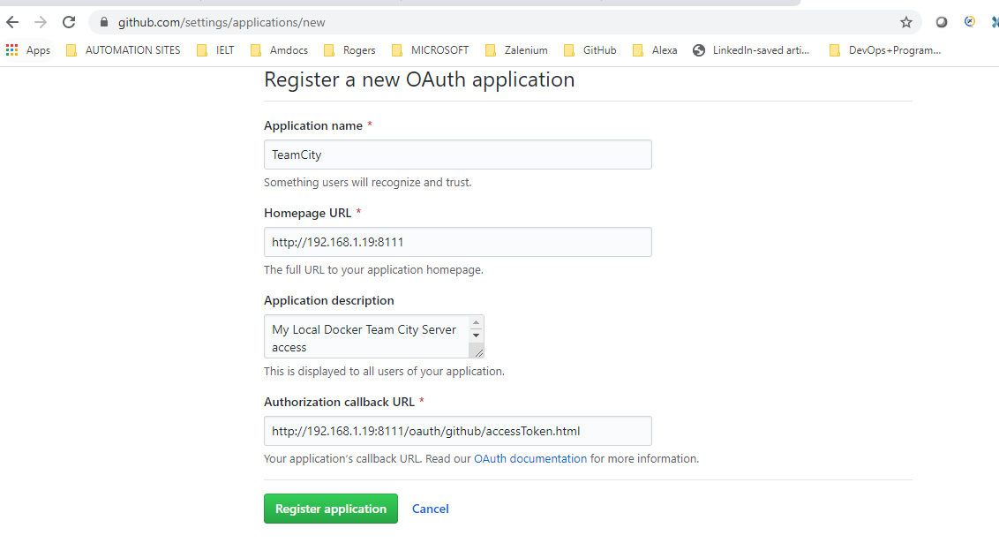 github.com/settings/applications/new
Apps AUTOMATION SITES IELT Amdocs Rogers MICROSOFT Zalenium GitHub Alexa LinkedIn-saved arti... DevOps+Program...
Register a new OAuth application
Application name *
TeamCity
Something users will recognize and trust.
Homepage URL *
http://192.168.1.19:8111
The full URL to your application homepage.
Application description
My Local Docker Team City Server
access
This is displayed to all users of your application.
Authorization callback URL *
http://192.168.1.19:8111/oauth/github/accessToken.html
Your application's callback URL. Read our OAuth documentation for more information.
Register application Cancel